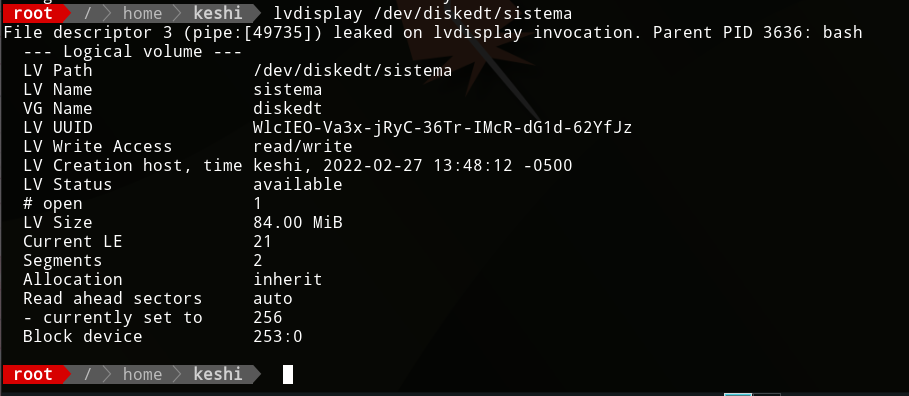 root / home keshi lvdisplay /dev/diskedt/sistema
File descriptor 3 (pipe:[49735]) leaked on lvdisplay invocation. Parent PID 3636: bash
--- Logical volume ---
LV Path /dev/diskedt/sistema
LV Name sistema
VG Name diskedt
LV UUID WlcIEO-Va3x-jRyC-36Tr-IMcR-dG1d-62YfJz
LV Write Access read/write
LV Creation host, time keshi, 2022-02-27 13:48:12 -0500
LV Status available
# open 1
LV Size 84.00 MiB
Current LE 21
Segments 2
Allocation inherit
Read ahead sectors auto
- currently set to 256
Block device 253:0
root / home keshi